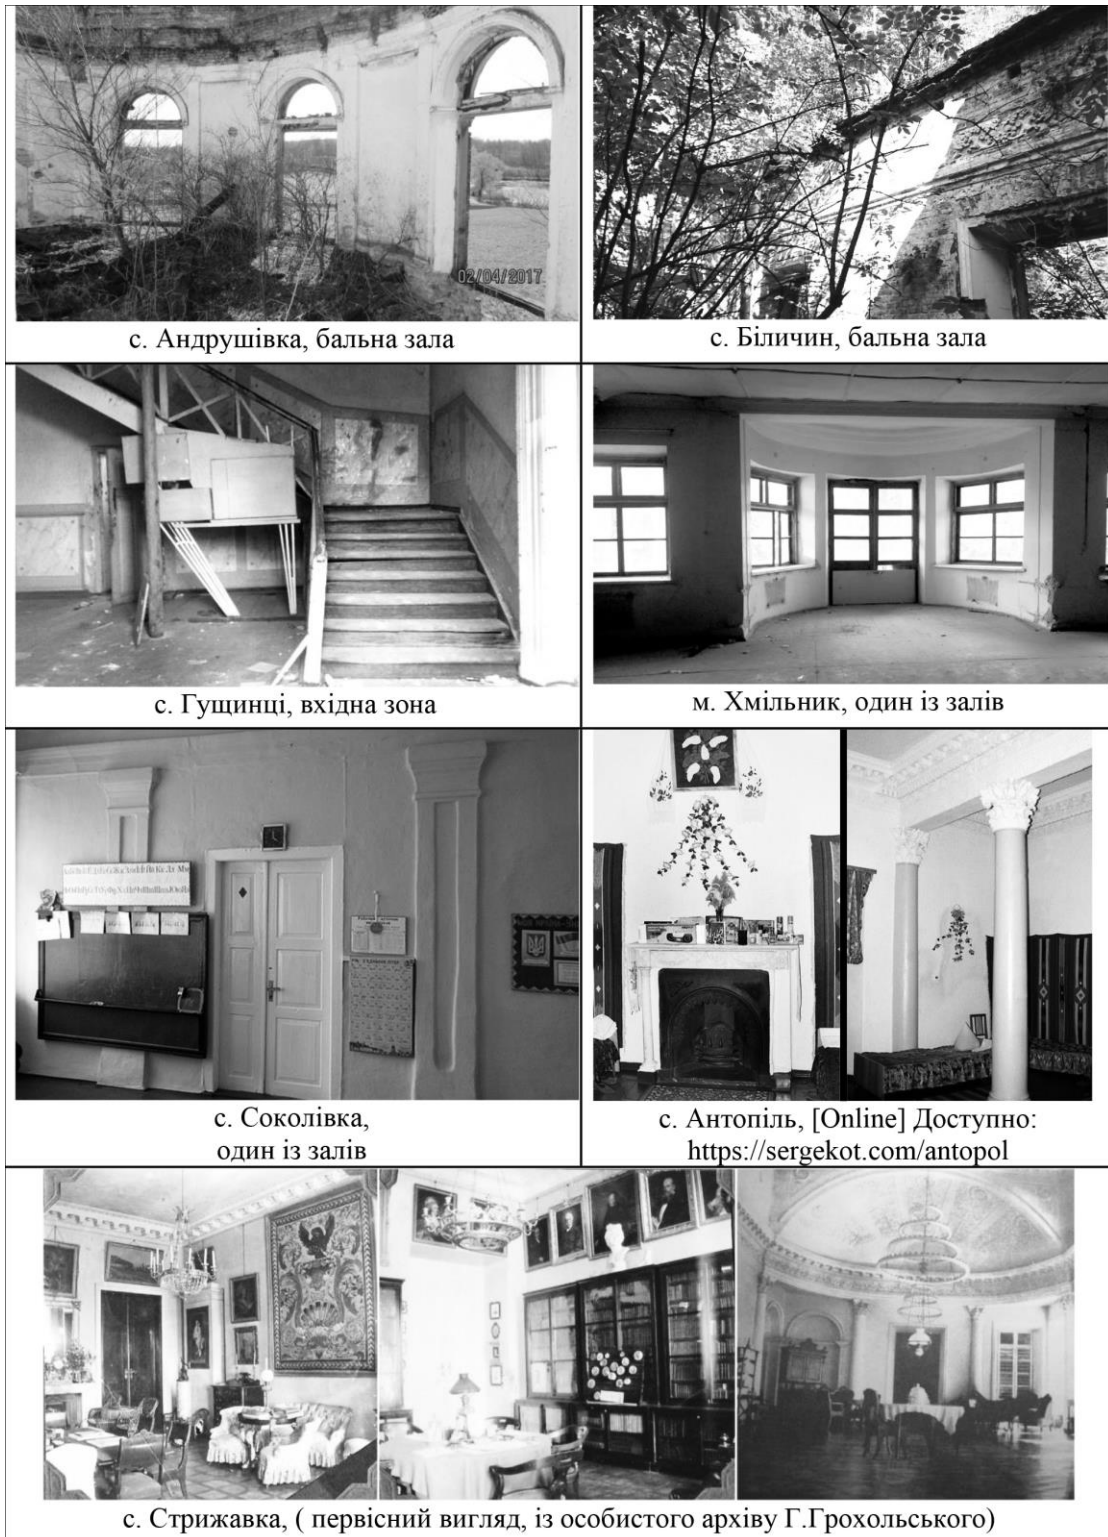 02/04/2017
с. Андрушівка, бальна зала
с. Біличин, бальна зала
с. Гущинці, вхідна зона
м. Хмільник, один із залів
с. Соколівка,
один із залів
с. Антопіль, [Online] Доступно:
https://sergekot.com/antopol
с. Стрижавка, ( первісний вигляд, із особистого архіву Г.Грохольського)